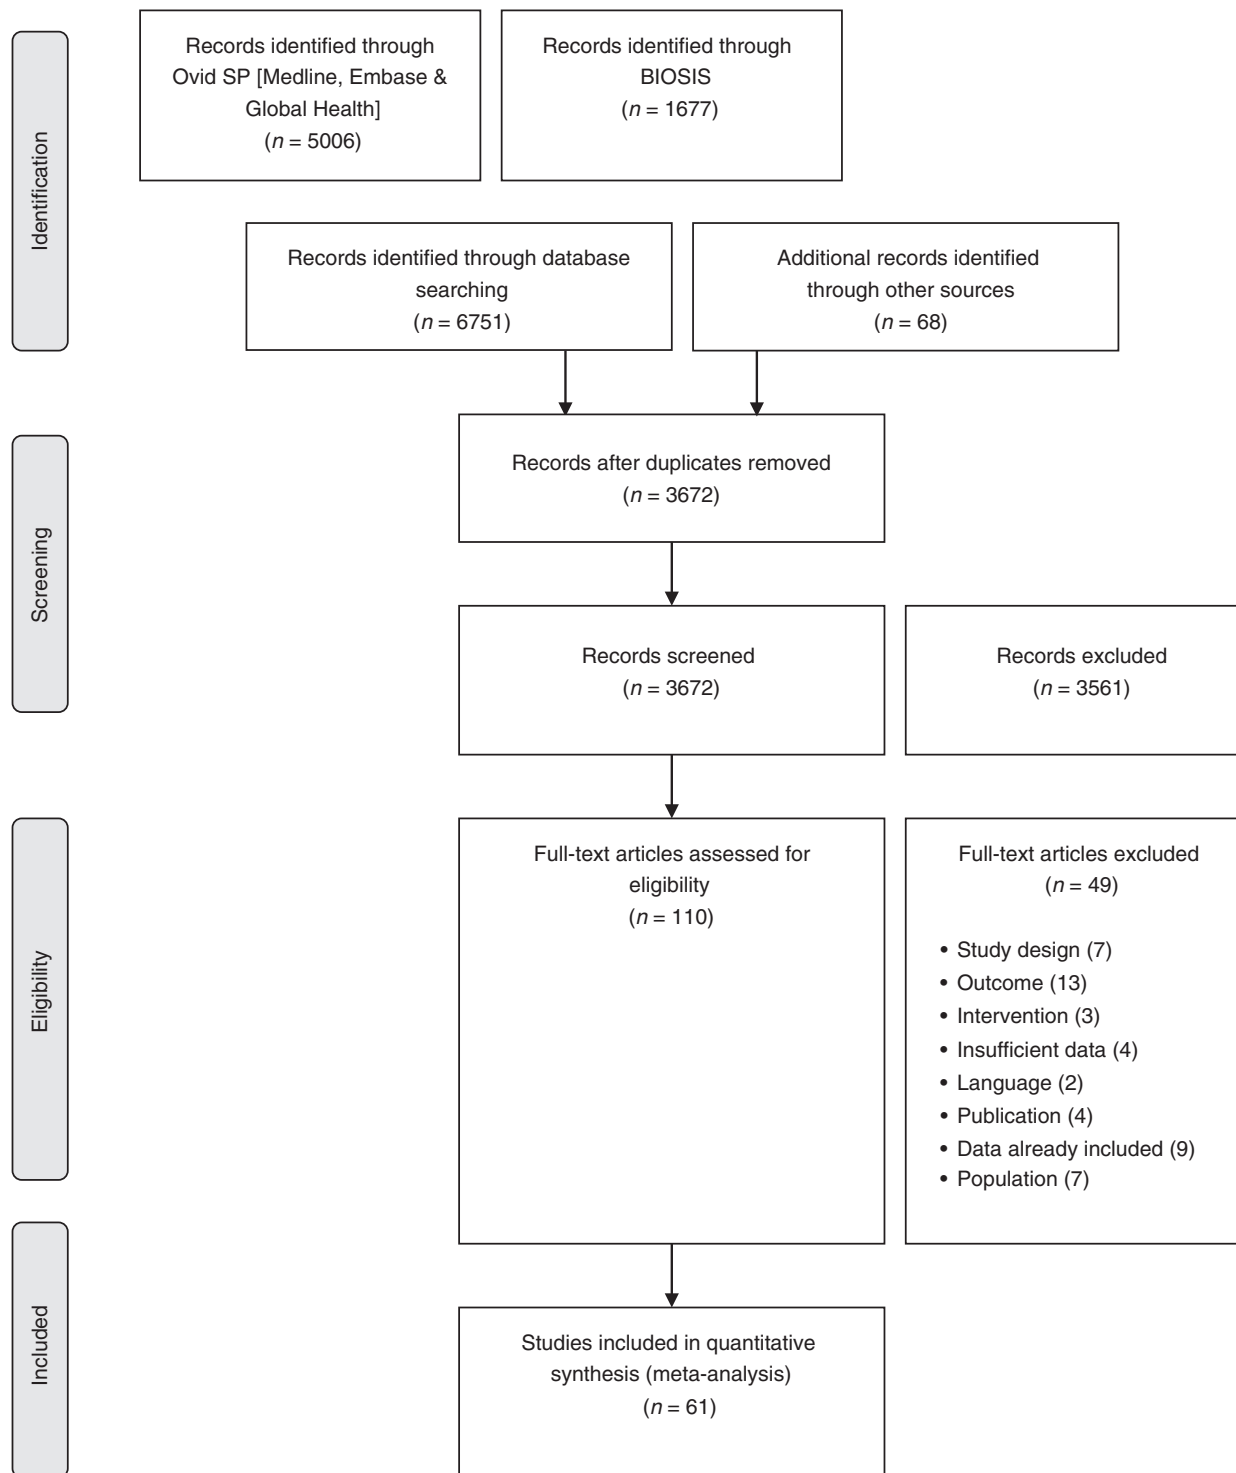 Identification
Records identified through
Ovid SP [Medline, Embase &
Global Health]
(n = 5006)
Records identified through
BIOSIS
(n = 1677)
Records identified through database
searching
(n = 6751)
Additional records identified
through other sources
(n = 68)
Screening
Records after duplicates removed
(n = 3672)
Records screened
(n = 3672)
Records excluded
(n = 3561)
Eligibility
Full-text articles assessed for
eligibility
(n = 110)
Full-text articles excluded
(n = 49)
• Study design (7)
• Outcome (13)
• Intervention (3)
• Insufficient data (4)
• Language (2)
• Publication (4)
• Data already included (9)
• Population (7)
Included
Studies included in quantitative
synthesis (meta-analysis)
(n = 61)